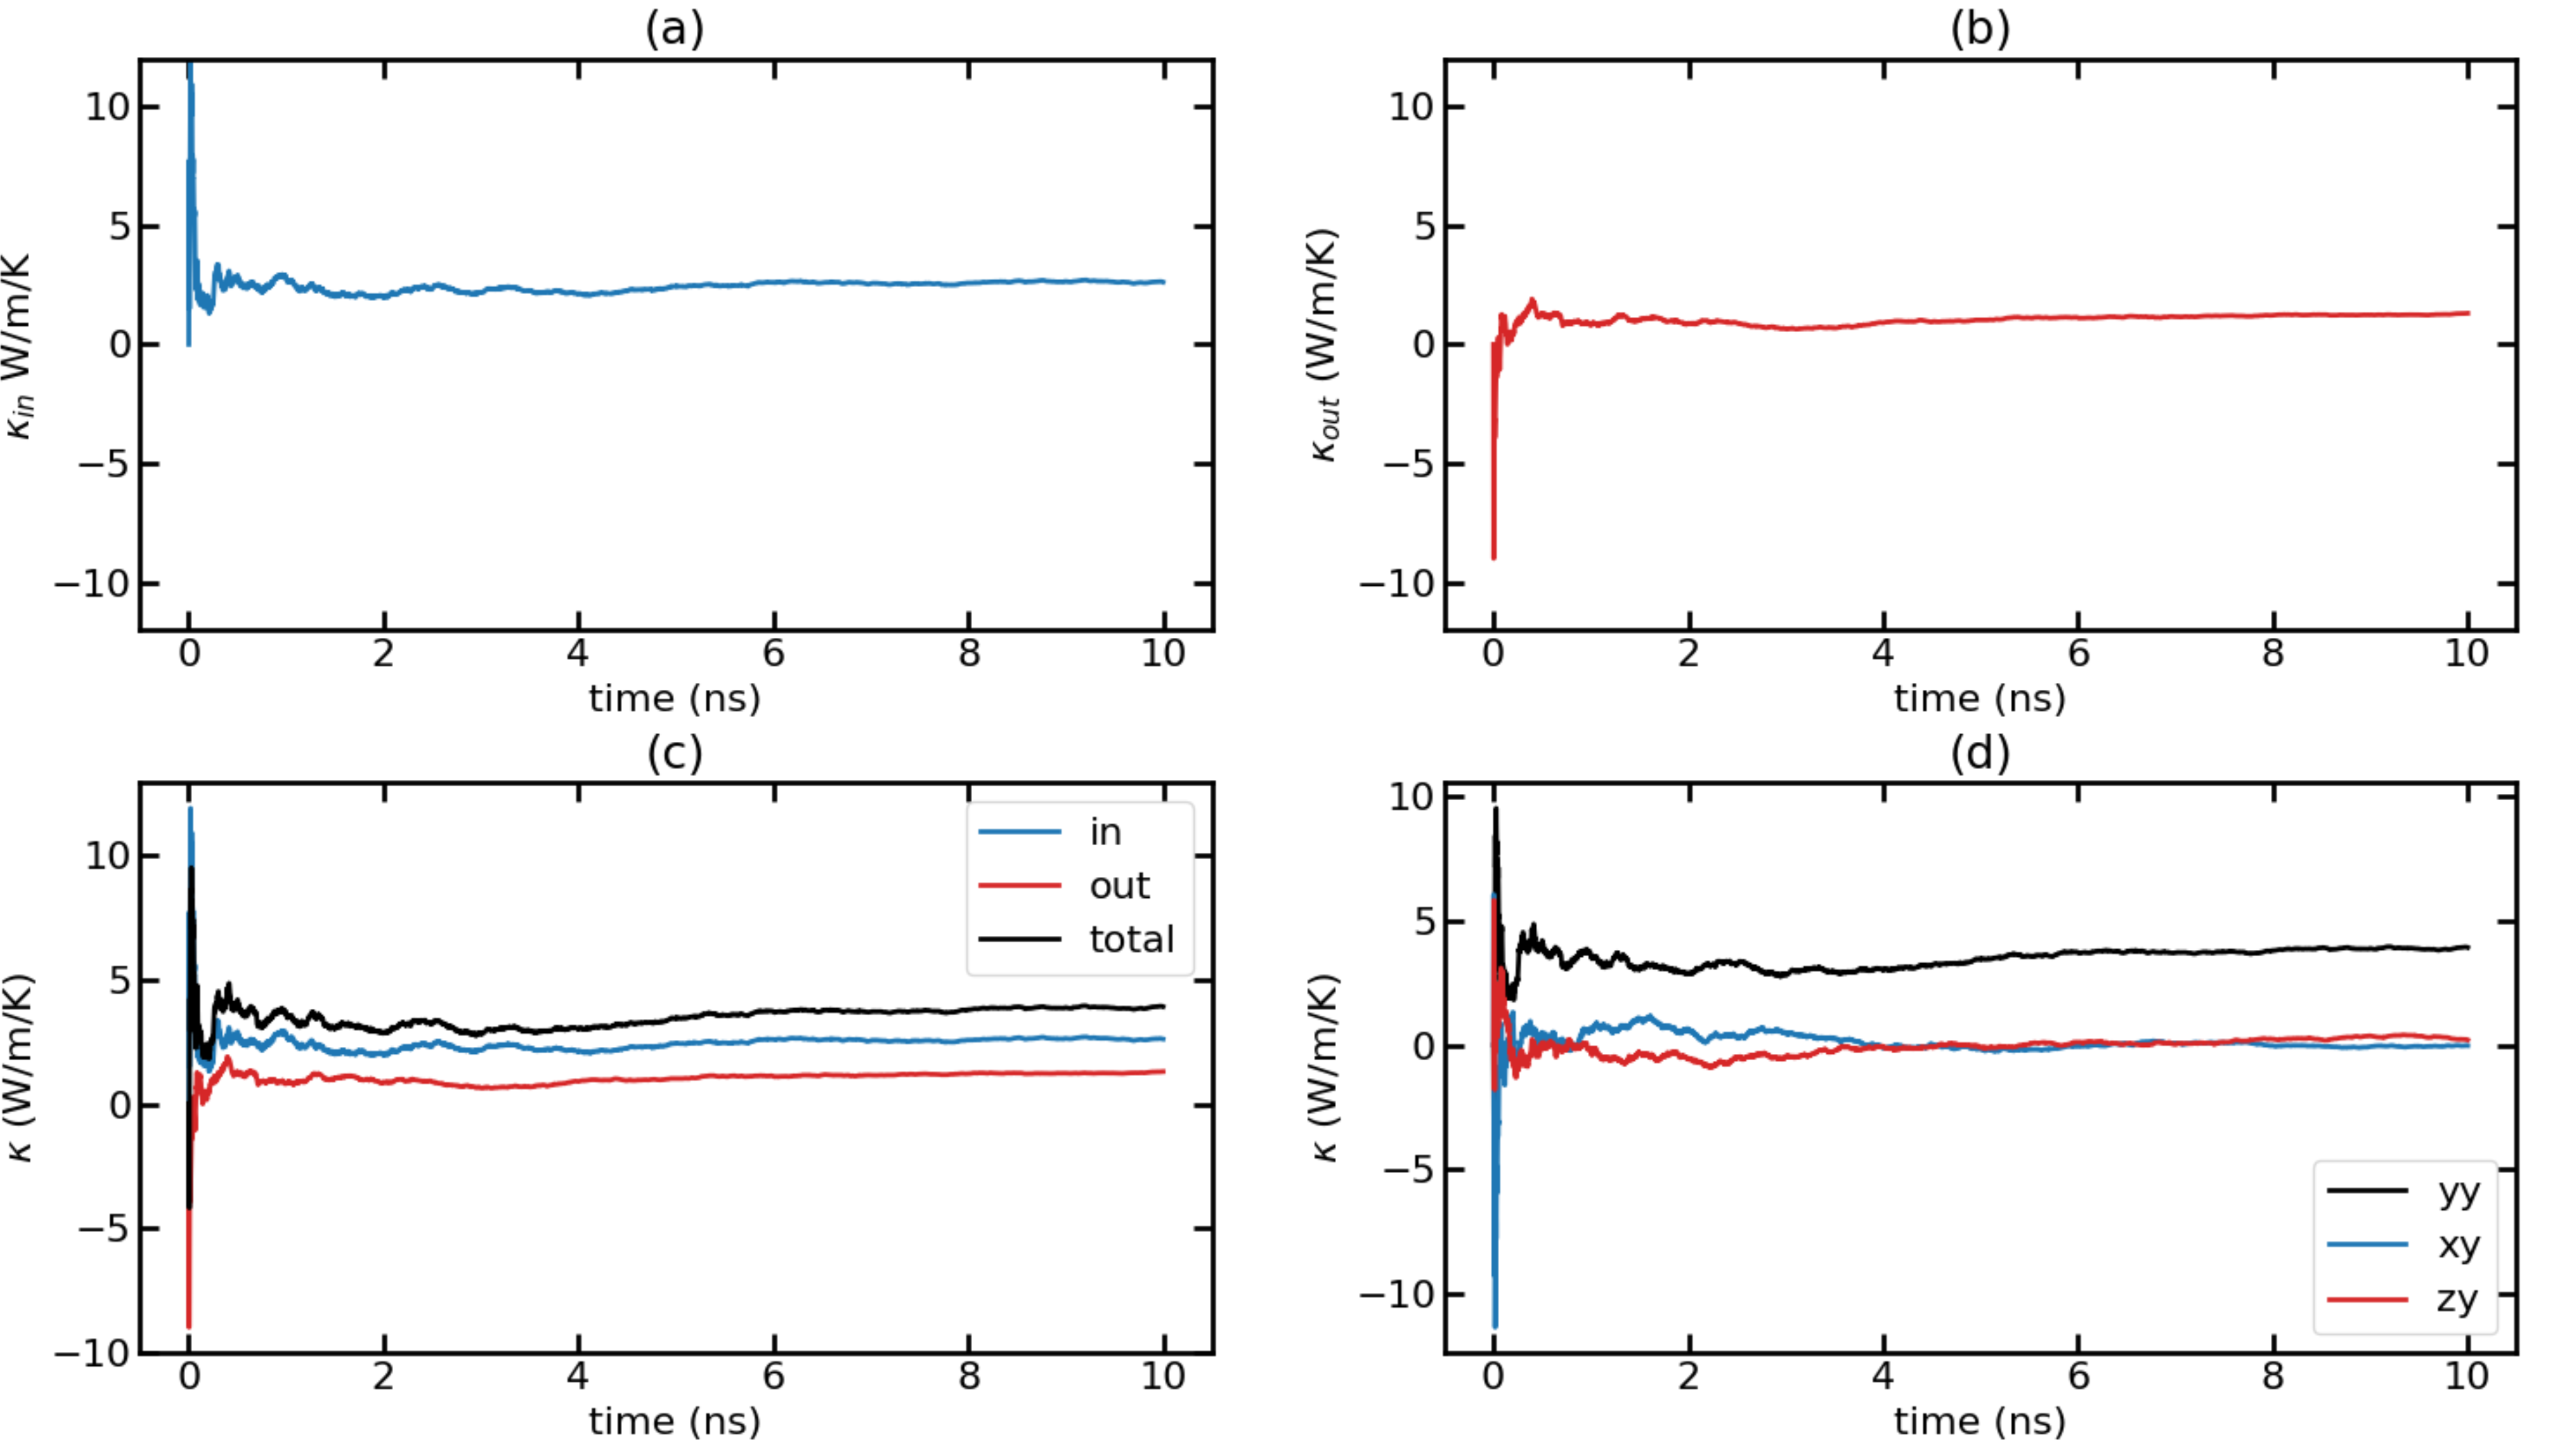 (a)
10
5
0
−5
−10
κin W/m/K
0 2 4 6 8 10
time (ns)
(b)
10
5
0
−5
−10
κout (W/m/K)
0 2 4 6 8 10
time (ns)
(c)
10
5
0
−5
−10
κ (W/m/K)
in
out
total
0 2 4 6 8 10
time (ns)
(d)
10
5
0
−5
−10
κ (W/m/K)
yy
xy
zy
0 2 4 6 8 10
time (ns)